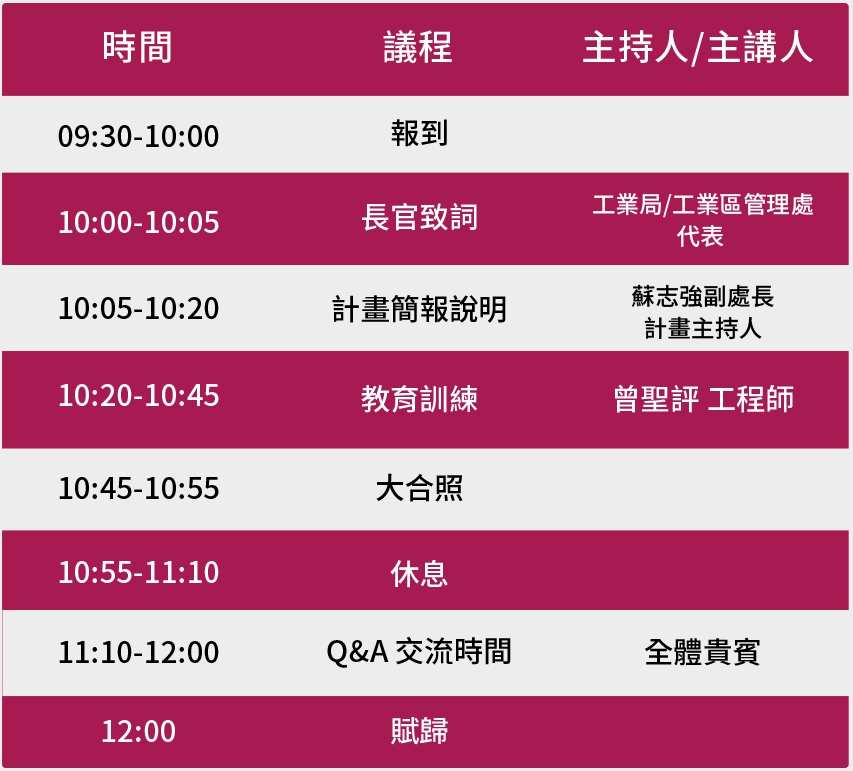 時間 議程 主持人/主講人
09:30-10:00 報到
10:00-10:05 長官致詞 工業局/工業區管理處
代表
10:05-10:20 計畫簡報說明 蘇志強副處長
計畫主持人
10:20-10:45 教育訓練 曾聖評 工程師
10:45-10:55 大合照
10:55-11:10 休息
11:10-12:00 Q&A 交流時間 全體貴賓
12:00 賦歸